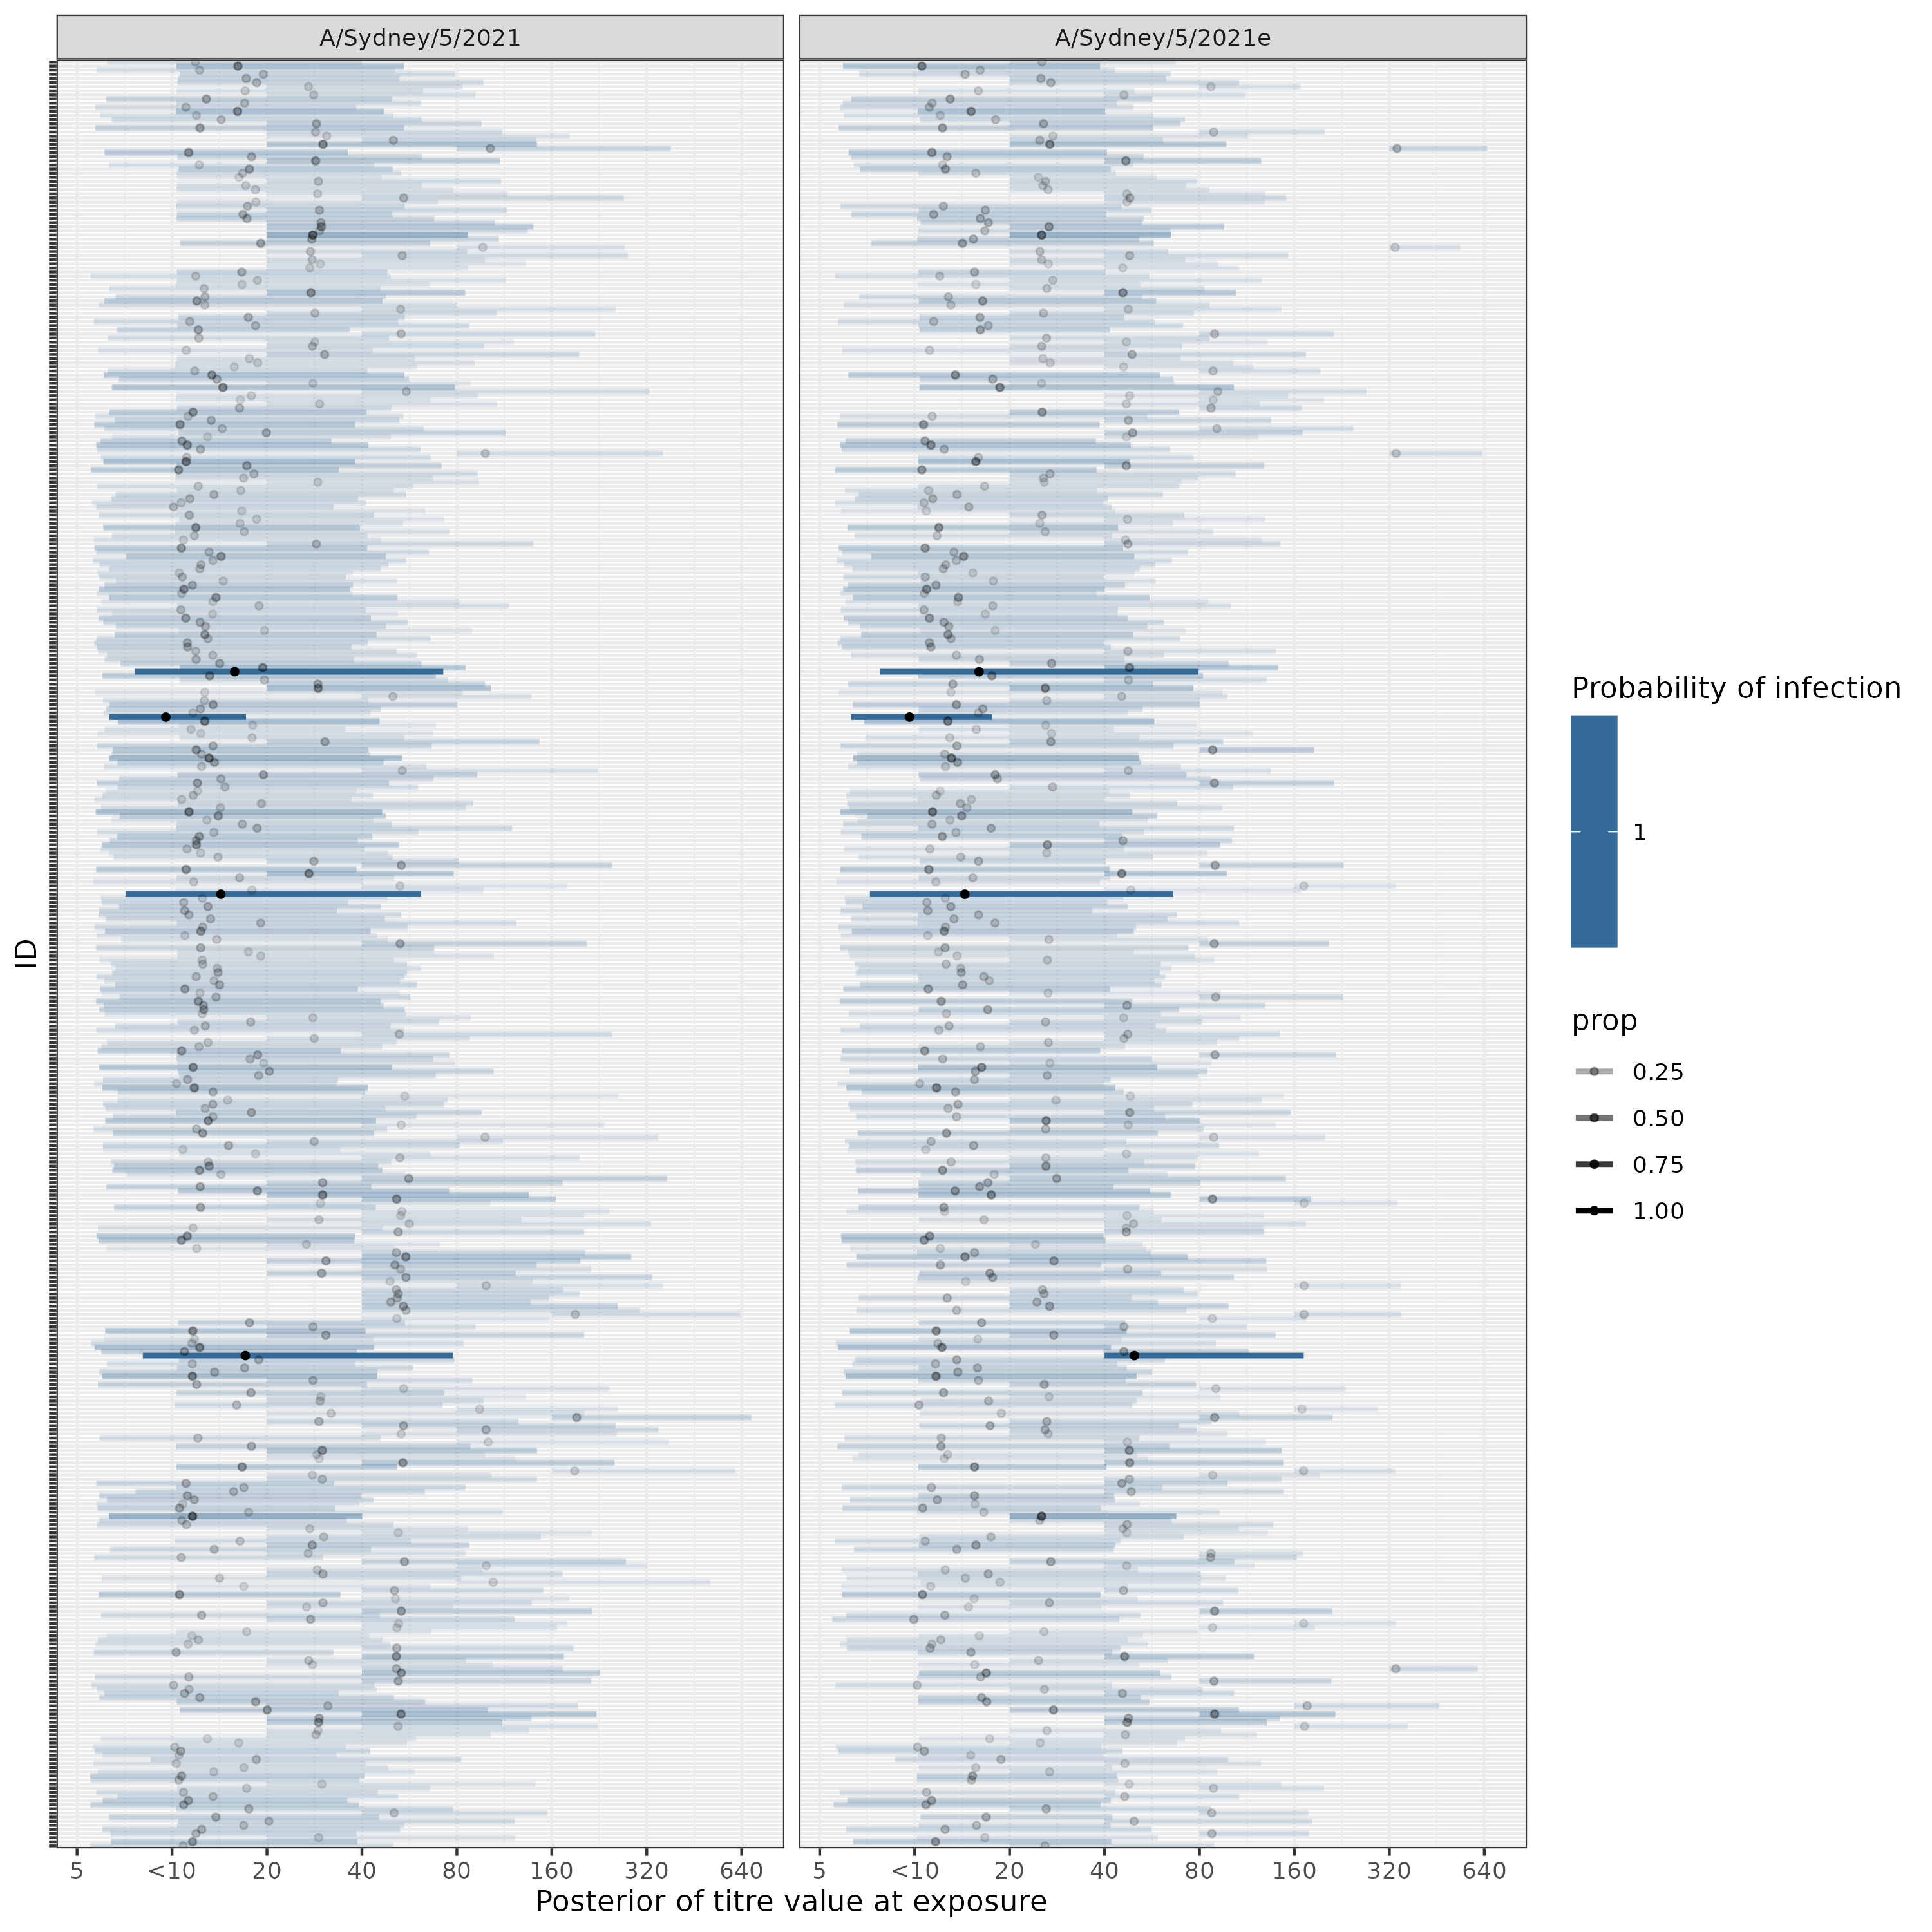 A/Sydney/5/2021 A/Sydney/5/2021e
Probability of infection
1
prop
0.25
0.50
0.75
1.00
ID
5 <10 20 40 80 160 320 640 5 <10 20 40 80 160 320 640
Posterior of titre value at exposure